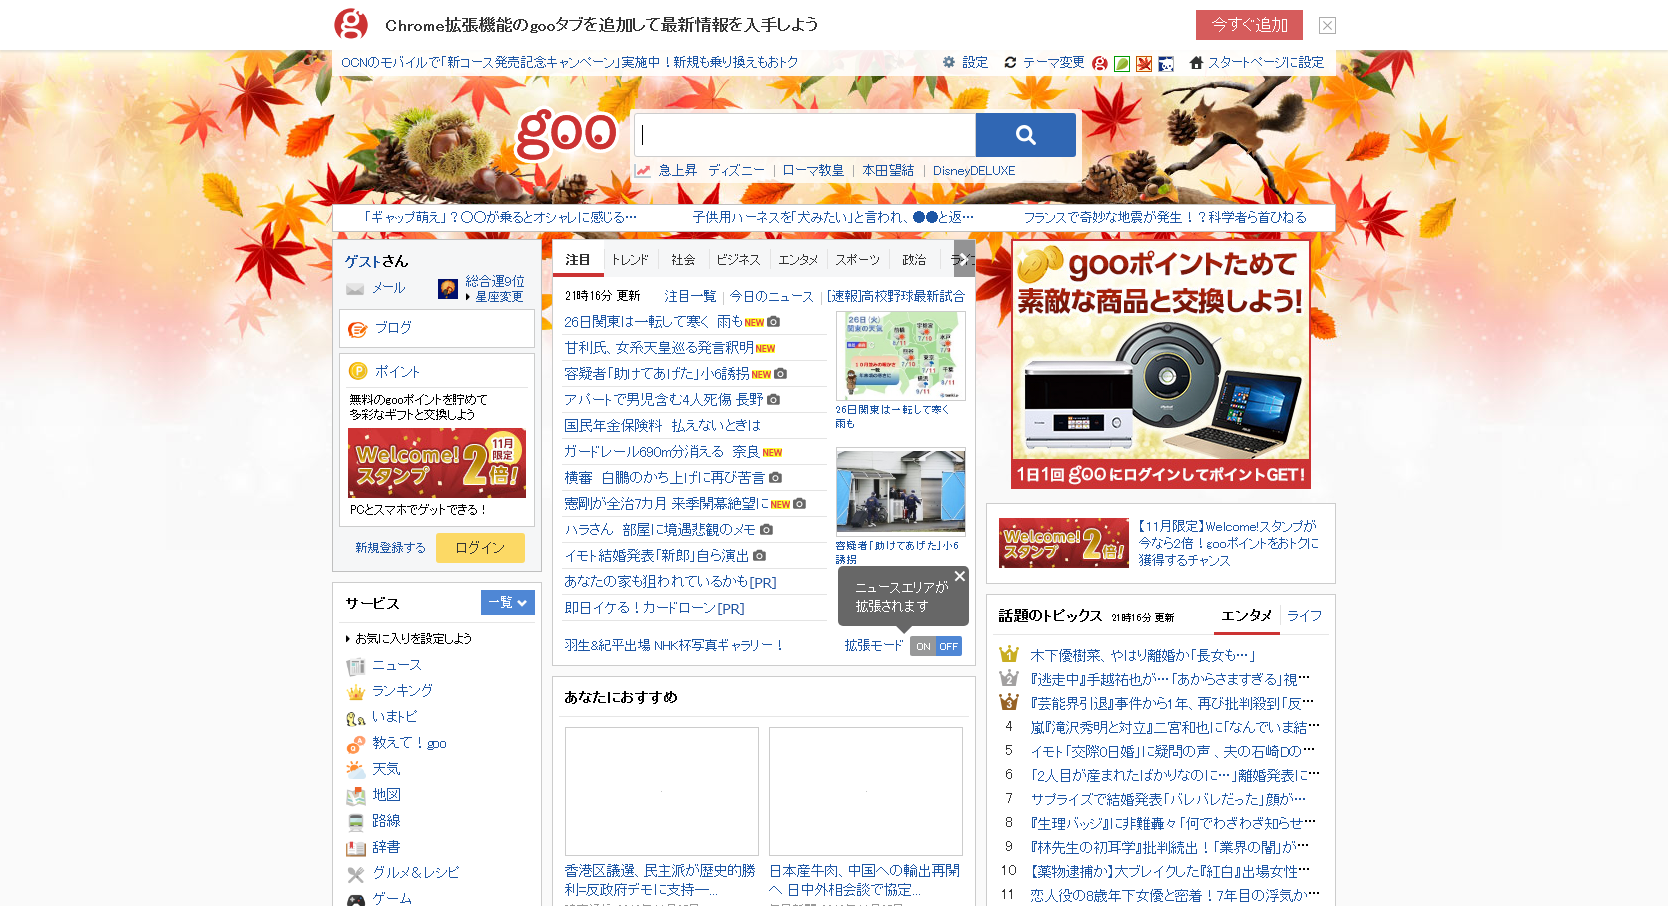 Chrome拡張機能のgooタブを追加して最新情報を入手しよう
今すぐ追加
OCNのモバイルで「新コース発売記念キャンペーン」実施中！新規も乗り換えもおトク
設定
テーマ変更
スタートページに設定
goo
急上昇 ディズニー | ローマ教皇 | 本田望結 | DisneyDELUXE
「ギャップ萌え」？〇〇が乗るとオシャレに感じる…
子供用ハーネスを「犬みたい」と言われ、●●と返…
フランスで奇妙な地震が発生！？科学者ら首ひねる
ゲストさん
メール
総合運9位
星座変更
ブログ
ポイント
無料のgooポイントを貯めて
多彩なギフトと交換しよう
Welcome!
スタンプ
11月
限定
2倍!
PCとスマホでゲットできる！
新規登録する
ログイン
サービス
一覧
お気に入りを設定しよう
ニュース
ランキング
いまトピ
教えて！goo
天気
地図
路線
辞書
グルメ&レシピ
ゲーム
注目 トレンド 社会 ビジネス エンタメ スポーツ 政治
21時16分 更新
注目一覧 | 今日のニュース | [速報]高校野球最新試合
26日関東は一転して寒く 雨もNEW
甘利氏、女系天皇巡る発言釈明NEW
容疑者「助けてあげた」小6誘拐NEW
アパートで男児含む4人死傷 長野
国民年金保険料 払えないときは
ガードレール690m分消える 奈良NEW
横審 白鵬のかち上げに再び苦言
憲剛が全治7カ月 来季開幕絶望にNEW
ハラさん 部屋に境遇悲観のメモ
イモト結婚発表「新郎」自ら演出
あなたの家も狙われているかも[PR]
即日イケる！カードローン[PR]
羽生&紀平出場 NHK杯写真ギャラリー！
26日(火)
関東の天気
26日関東は一転して寒く
雨も
容疑者「助けてあげた」小6
誘拐
ニュースエリアが
拡張されます
拡張モード
ON OFF
あなたにおすすめ
香港区議選、民主派が歴史的勝
利=反政府デモに支持―...
日本産牛肉、中国への輸出再開
へ 日中外相会談で協定...
gooポイントためて
素敵な商品と交換しよう!
1日1回gooにログインしてポイントGET!
Welcome!
スタンプ
2倍!
【11月限定】Welcome!スタンプが
今なら2倍！gooポイントをおトクに
獲得するチャンス
話題のトピックス 21時16分 更新
エンタメ
ライフ
1 木下優樹菜、やはり離婚か「長女も…」
2 『逃走中』手越祐也が…「あからさますぎる」視…
3 『芸能界引退』事件から1年、再び批判殺到「反…
4 嵐『滝沢秀明と対立』二宮和也に「なんでいま結…
5 イモト「交際0日婚」に疑問の声、夫の石崎Dの…
6 「2人目が産まれたばかりなのに…」離婚発表に…
7 サプライズで結婚発表「バレバレだった」顔が…
8 『生理バッジ』に非難轟々「何でわざわざ知らせ…
9 『林先生の初耳学』批判続出！「業界の闇」が…
10 【薬物逮捕か】大ブレイクした『紅白』出場女性…
11 恋人役の8歳年下女優と密着！7年目の浮気か…